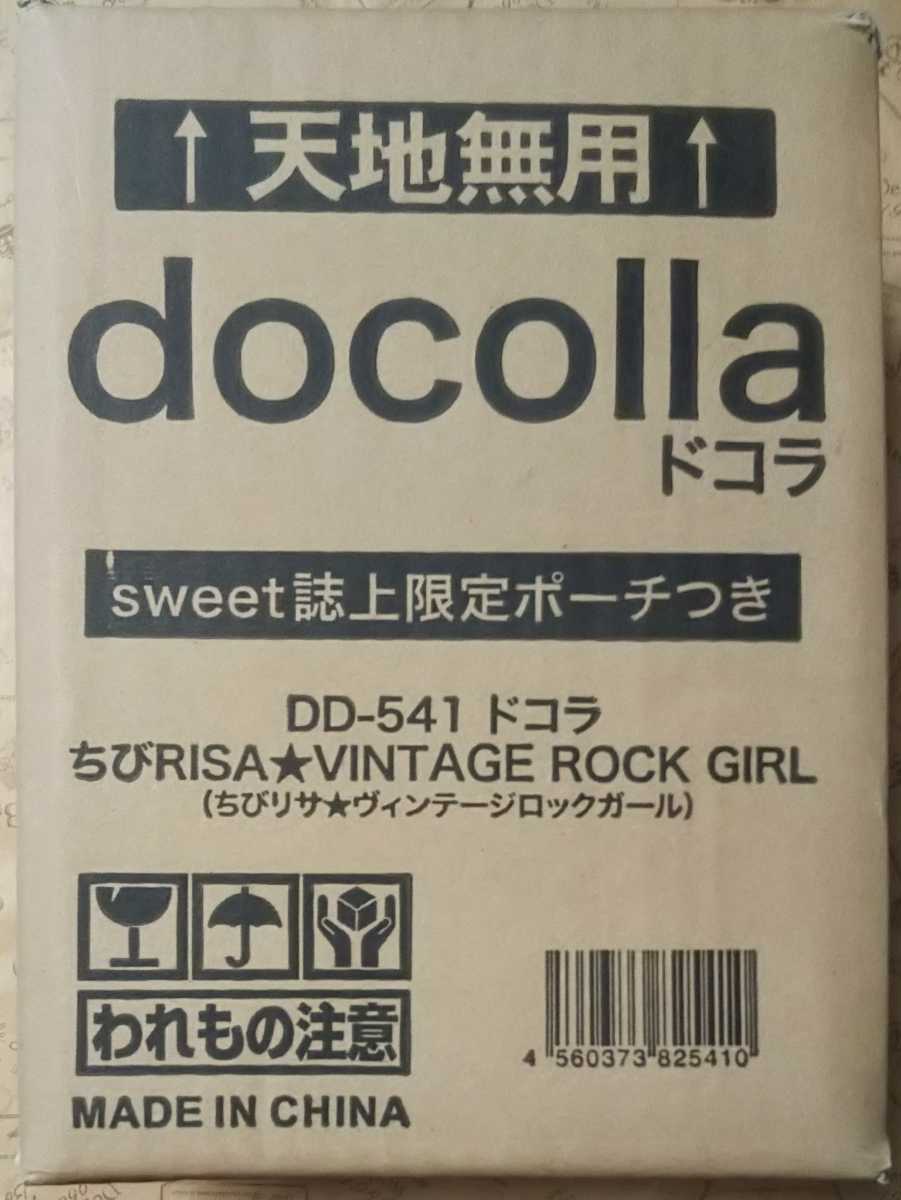 ↑天地無用↑
docolla
ドコラ
sweet誌上限定ポーチつき
DD-541 ドコラ
ちびRISA★VINTAGE ROCK GIRL
(ちびリサ★ヴィンテージロックガール)
われもの注意
MADE IN CHINA
4 560373 825410